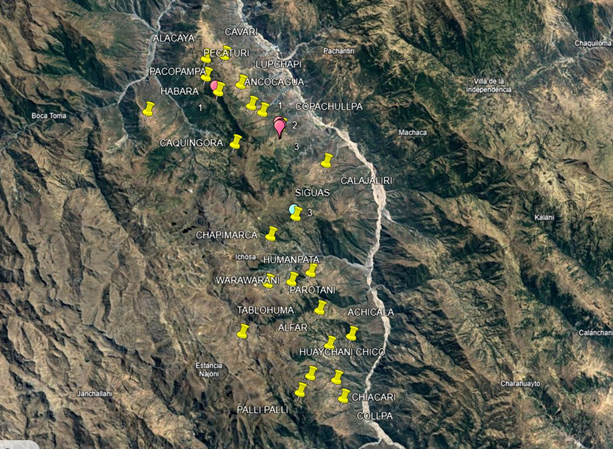 CAVARI
ALACAYA
Pachantiri
Chaquiloma
PECATURI
LUPCHAPI
PACOPAMPA
ANCOCAGUA
Villa de la
Independencia
HABARA
1
1
COPACHULLPA
Boca Toma
2
Machaca
CAQUINGORA
3
CALAJALIRI
SIGUAS
3
Kalani
CHAPIMARCA
Ichosa
HUMANPATA
WARAWARANI
PAROTANI
TABLOHUMA
ACHICALA
ALFAR
Calanchari
HUAYCHANI CHICO
Estancia
Najoni
Charahuayto
Janchallani
CHIACARI
PALLI PALLI
COLLPA